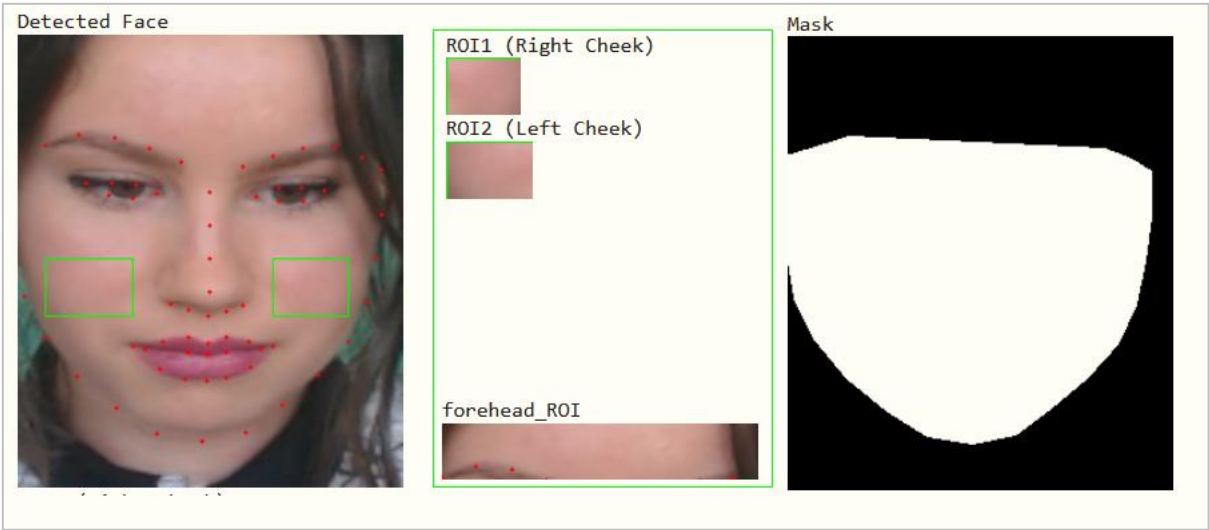 Detected Face
ROI1 (Right Cheek)
ROI2 (Left Cheek)
forehead_ROI
Mask